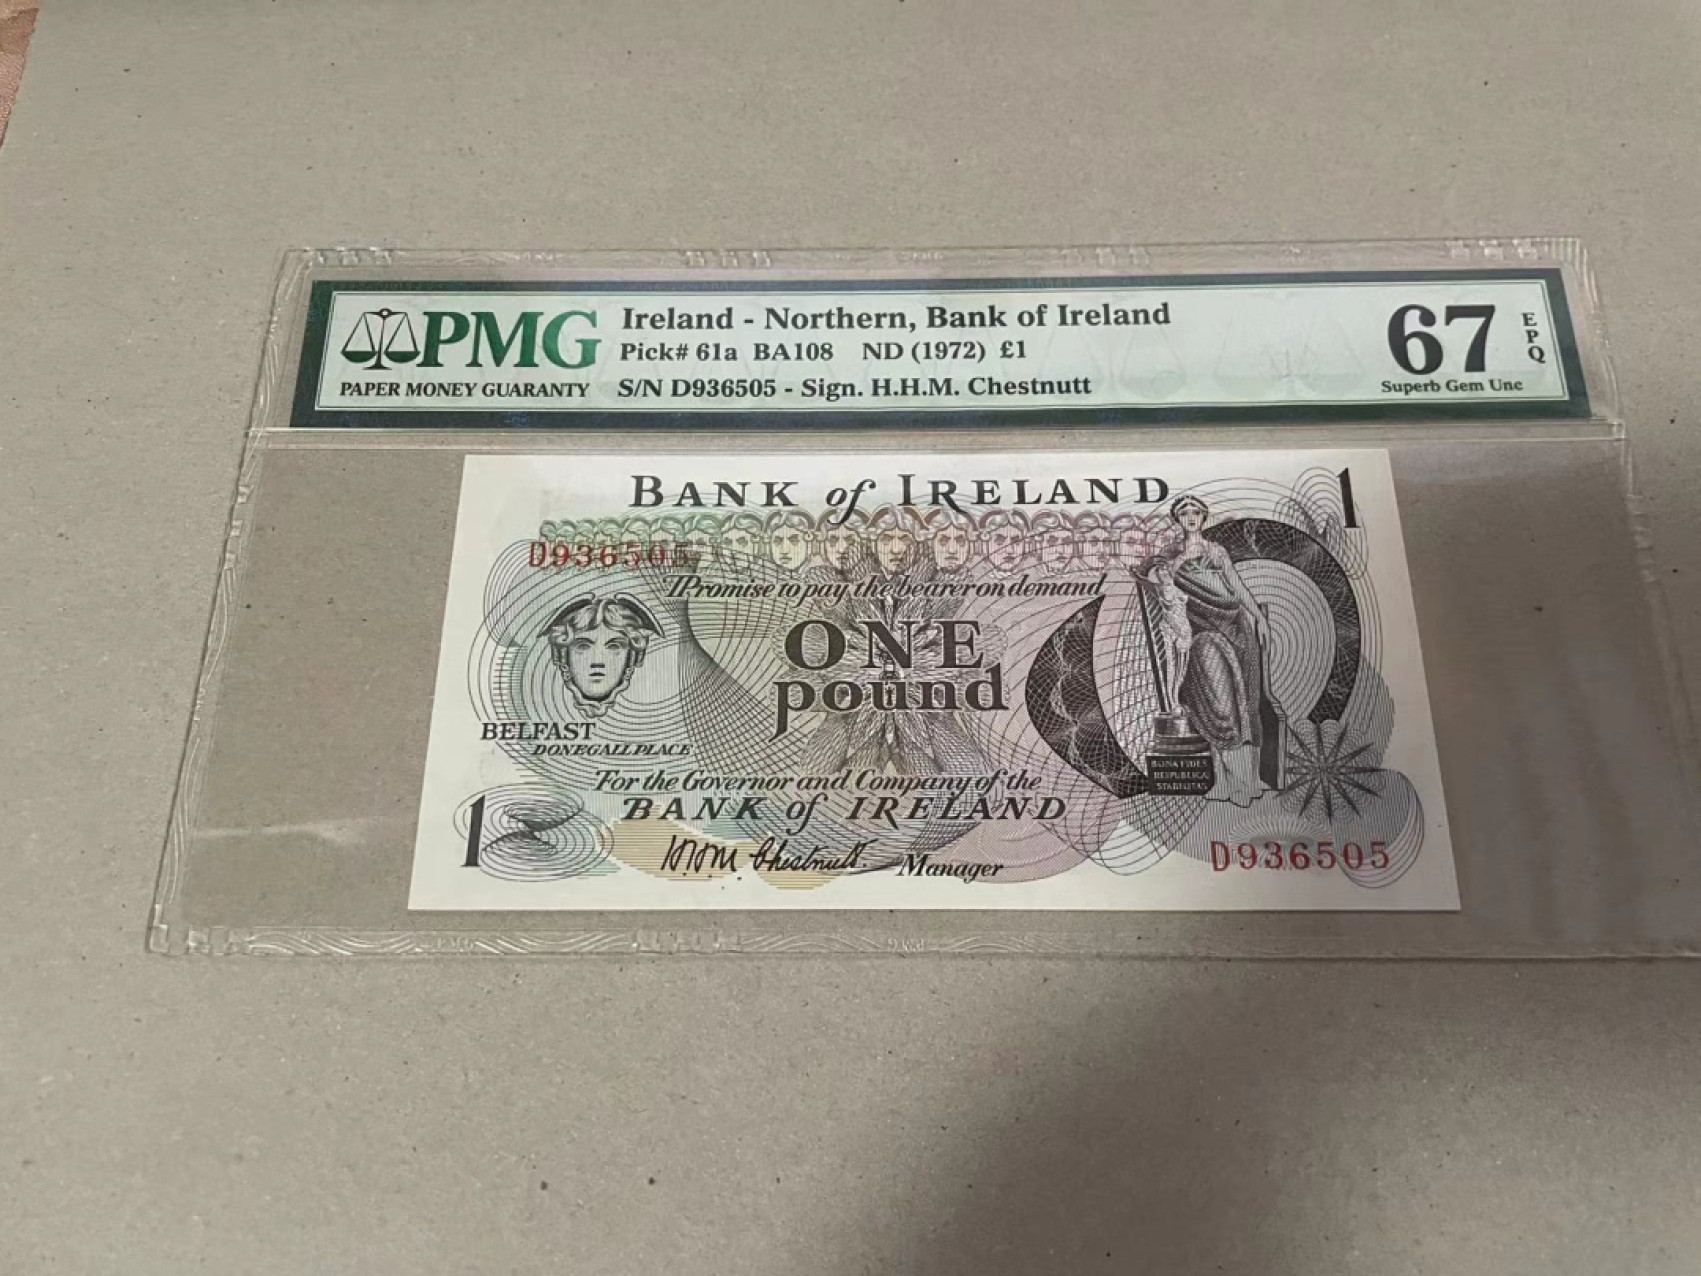 PMG
PAPER MONEY GUARANTY
Ireland - Northern, Bank of Ireland
Pick# 61a BA108 ND (1972) £1
S/N D936505 - Sign. H.H.M. Chestnutt
67
EPQ
Superb Gem Unc
BANK of IRELAND
1
D936505
I Promise to pay the bearer on demand
ONE
pound
BELFAST
DONEGALL PLACE
BONA FIDES
REIPUBLICÆ
STABILITAS
For the Governor and Company of the
BANK of IRELAND
1
H.H.M. Chestnutt.
Manager
D936505